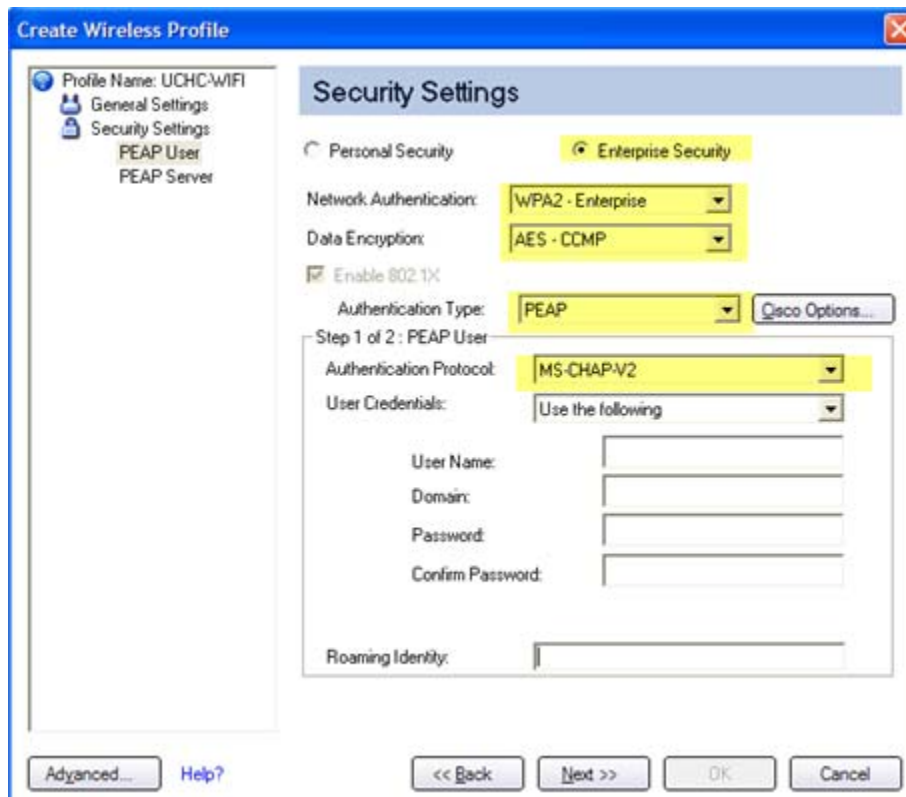 Create Wireless Profile
Profile Name: UCHC-WIFI
General Settings
Security Settings
PEAP User
PEAP Server
Security Settings
Personal Security
Enterprise Security
Network Authentication: WPA2 - Enterprise
Data Encryption: AES - CCMP
Enable 802.1X
Authentication Type: PEAP Cisco Options...
Step 1 of 2 : PEAP User
Authentication Protocol: MS-CHAP-V2
User Credentials: Use the following
User Name:
Domain:
Password:
Confirm Password:
Roaming Identity:
Advanced... Help? << Back Next >> OK Cancel